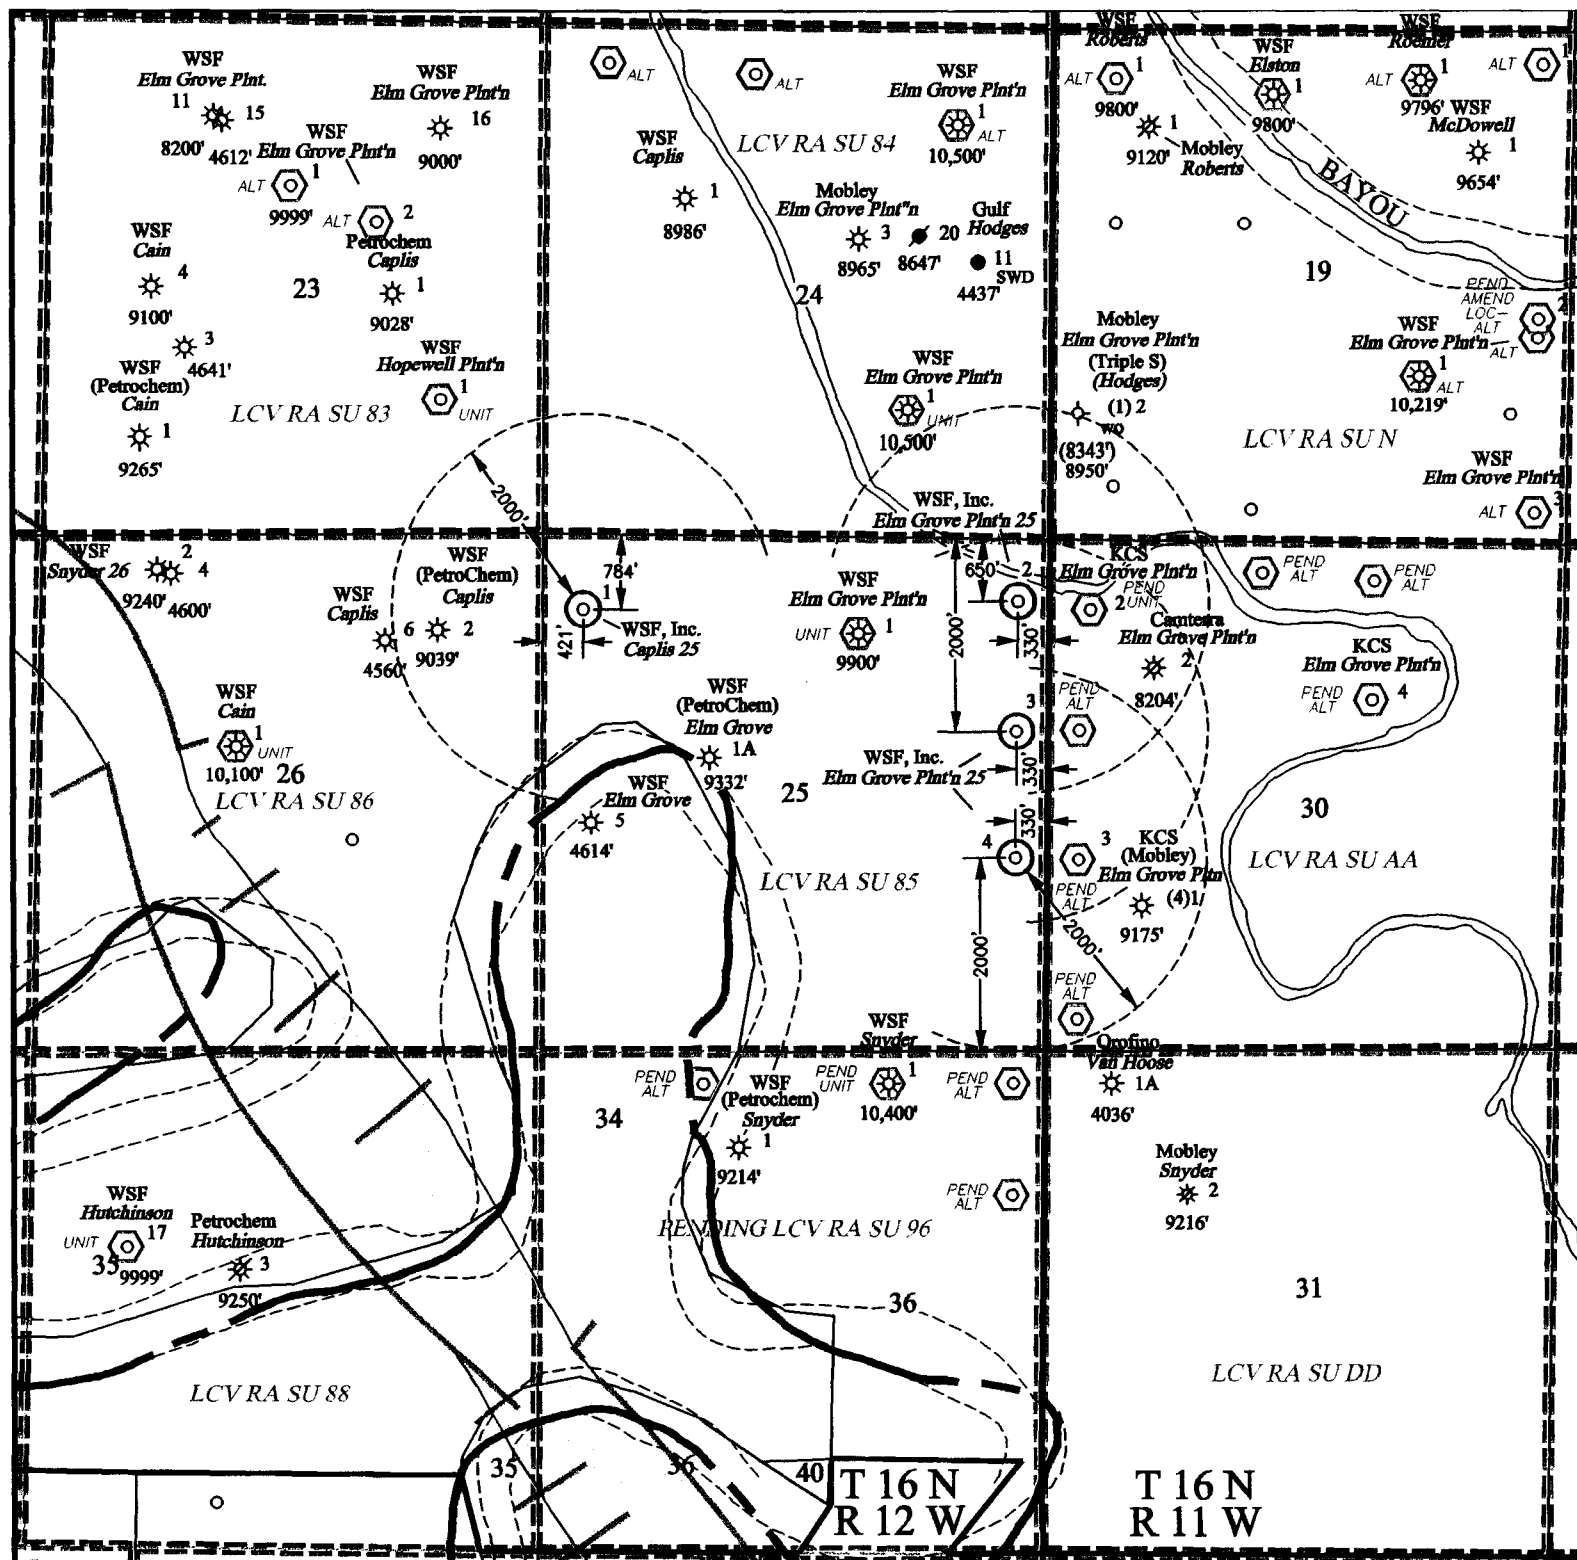 WSF
Elm Grove Plnt.
11
15
8200'
4612'
WSF
Elm Grove Plnt'n
ALT
1
9999'
ALT
2
WSF
Elm Grove Plnt'n
16
9000'
WSF
Cain
4
9100'
3
4641'
WSF
(Petrochem)
Cain
1
9265'
23
Petrochem
Caplis
1
9028'
WSF
Hopewell Plnt'n
1
UNIT
LCV RA SU 83
ALT
ALT
WSF
Elm Grove Plnt'n
1
ALT
10,500'
LCV RA SU 84
WSF
Caplis
1
8986'
Mobley
Elm Grove Plnt"n
3
8965'
20
8647'
Gulf
Hodges
11
SWD
4437'
24
WSF
Elm Grove Plnt'n
1
UNIT
10,500'
WSF
Roberts
ALT
1
9800'
1
9120'
Mobley
Roberts
WSF
Elston
1
9800'
WSF
Roemer
ALT
1
9796'
ALT
1
WSF
McDowell
1
9654'
BAYOU
19
PEND
AMEND
LOC-
ALT
2
ALT
Mobley
Elm Grove Plnt'n
(Triple S)
(Hodges)
(1) 2
wo
(8343')
8950'
WSF
Elm Grove Plnt'n
1
ALT
10,219'
LCV RA SU N
WSF
Elm Grove Plnt'n
ALT
3
2000'
WSF, Inc.
Elm Grove Plnt'n 25
WSF
Snyder 26
2
4
9240'
4600'
WSF
(PetroChem)
Caplis
2
9039'
WSF
Caplis
6
4560'
784'
1
421'
WSF, Inc.
Caplis 25
WSF
Elm Grove Plnt'n
UNIT
1
9900'
650'
2
2000'
330'
KCS
Elm Grove Plnt'n
PEND
UNIT
2
Camterra
Elm Grove Plnt'n
2
8204'
PEND
ALT
PEND
ALT
KCS
Elm Grove Plnt'n
PEND
ALT
4
WSF
Cain
1
UNIT
10,100'
26
LCV RA SU 86
WSF
(PetroChem)
Elm Grove
1A
9332'
WSF
Elm Grove
5
4614'
25
LCV RA SU 85
3
PEND
ALT
WSF, Inc.
Elm Grove Plnt'n 25
330'
330'
4
3
PEND
ALT
KCS
(Mobley)
Elm Grove Pltn
(4)1
9175'
30
LCV RA SU AA
2000'
2000'
PEND
ALT
WSF
Snyder
PEND
UNIT
1
10,400'
PEND
ALT
PEND
ALT
WSF
(Petrochem)
Snyder
1
9214'
34
PEND
ALT
PENDING LCV RA SU 96
Orofino
Van Hoose
1A
4036'
Mobley
Snyder
2
9216'
WSF
Hutchinson
UNIT
17
35
9999'
Petrochem
Hutchinson
3
9250'
36
31
LCV RA SU 88
LCV RA SU DD
35
36
40
T 16 N
R 12 W
T 16 N
R 11 W